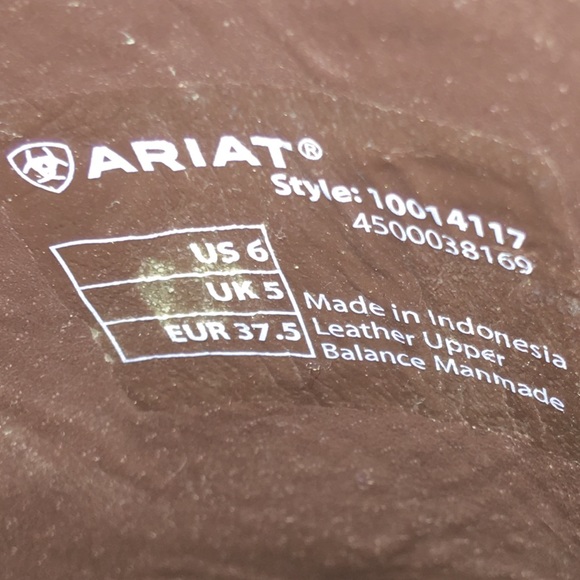 ARIAT®
Style: 10014117
4500038169
US 6
UK 5
EUR 37.5
Made in Indonesia
Leather Upper
Balance Manmade